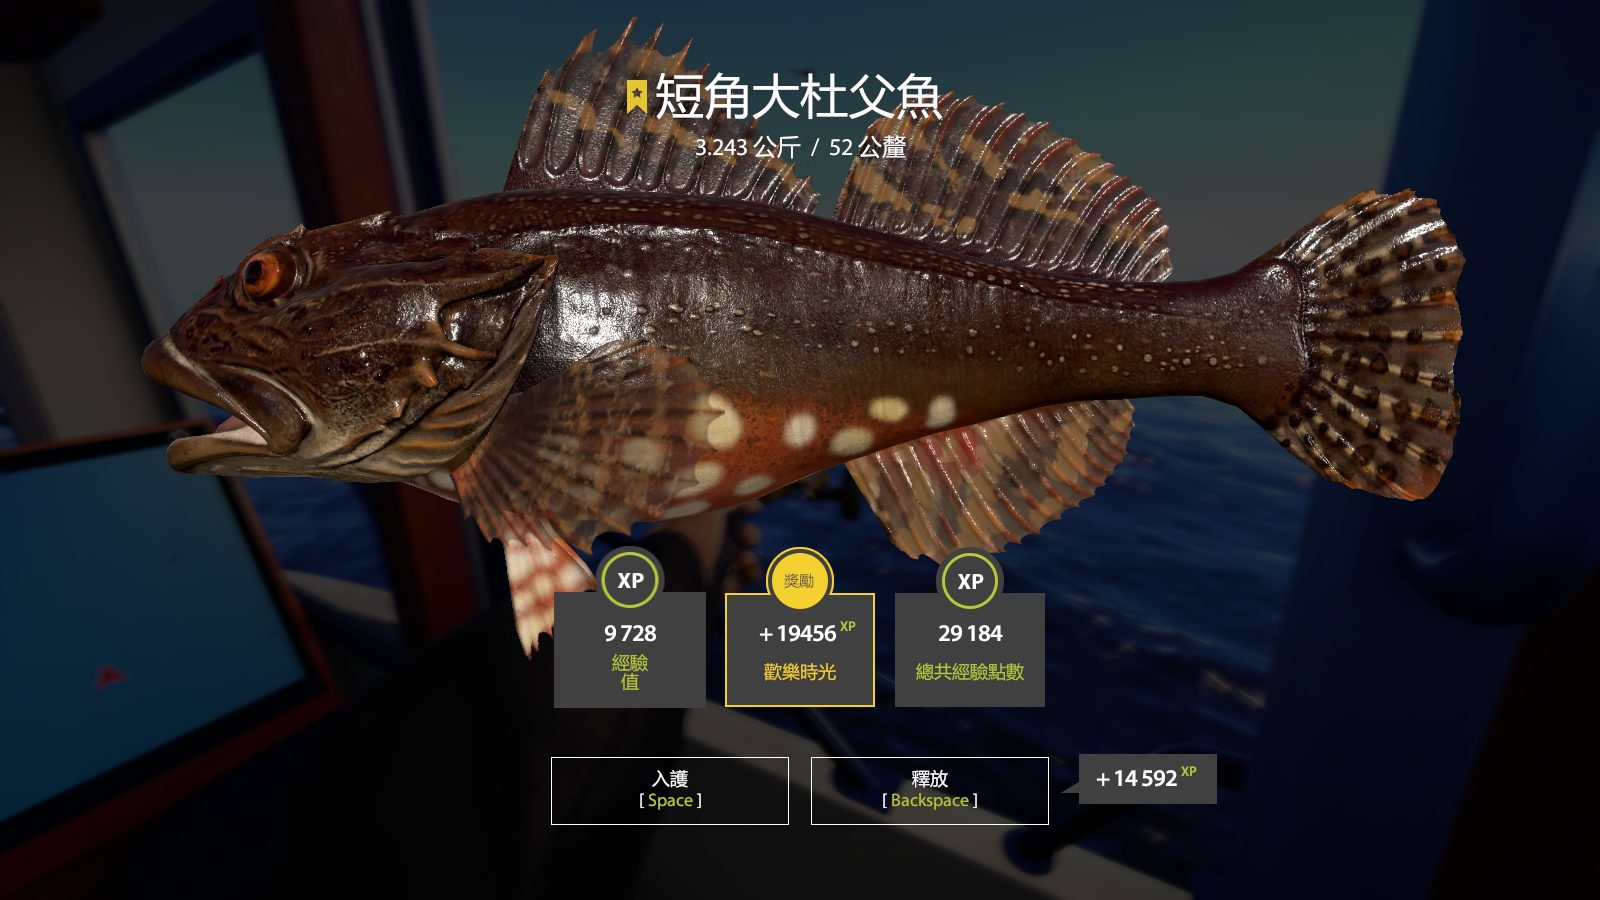 短角大杜父魚
3.243 公斤 / 52 公釐
XP
9 728
經驗
值
獎勵
+ 19456 XP
歡樂時光
XP
29 184
總共經驗點數
入護
[ Space ]
釋放
[ Backspace ]
+ 14 592 XP